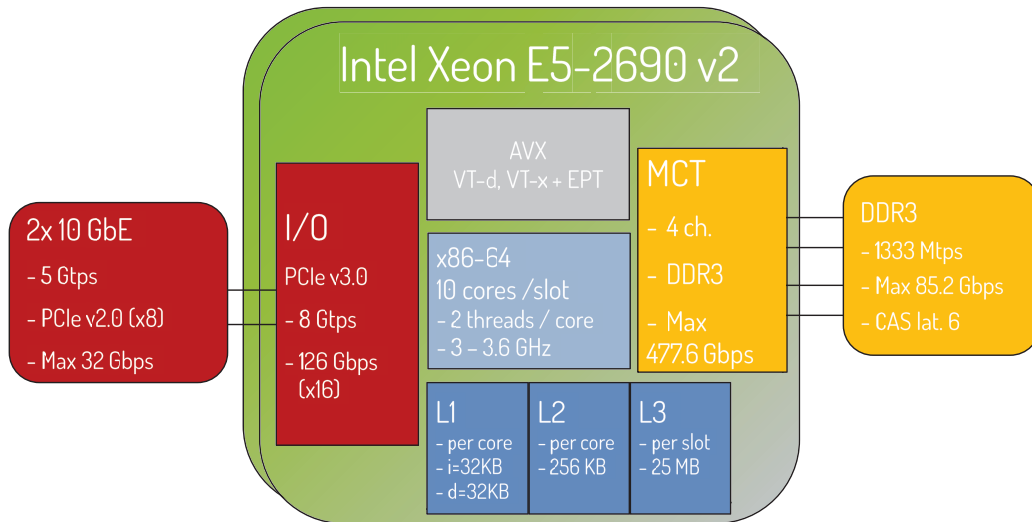 Intel Xeon E5-2690 v2
AVX
VT-d, VT-x + EPT
2x 10 GbE
- 5 Gtps
- PCIe v2.0 (x8)
- Max 32 Gbps
I/O
PCIe v3.0
- 8 Gtps
- 126 Gbps
(x16)
x86-64
10 cores /slot
- 2 threads / core
- 3 – 3.6 GHz
MCT
- 4 ch.
- DDR3
- Max
477.6 Gbps
DDR3
- 1333 Mtps
- Max 85.2 Gbps
- CAS lat. 6
L1
- per core
- i=32KB
- d=32KB
L2
- per core
- 256 KB
L3
- per slot
- 25 MB